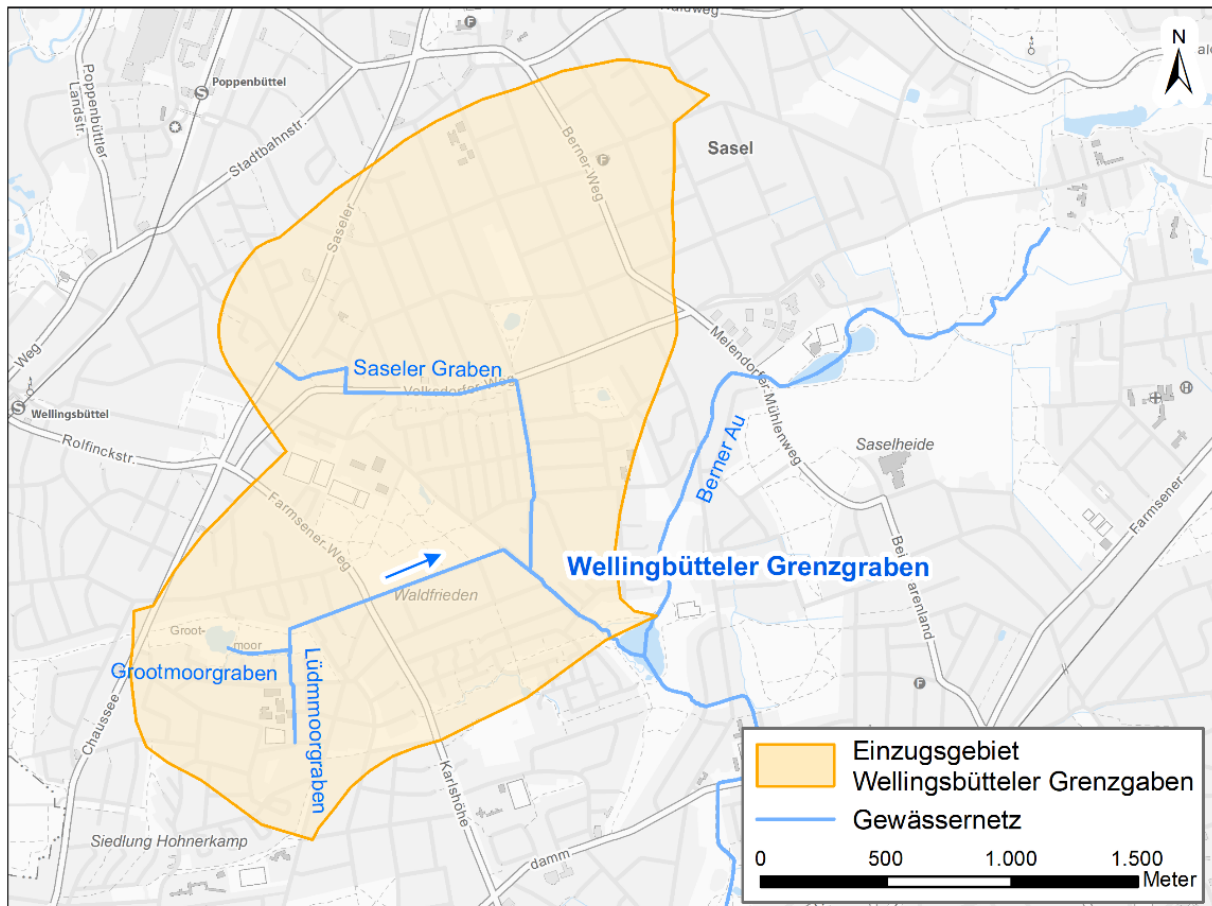 Waldweg
N
Poppenbüttler
Landstr.
Poppenbüttel
S
F
Stadtbahnstr.
Berner-Weg
F
Sasel
Saseler
Weg
Saseler Graben
Volksdorfer-Weg
Meiendorfer-Mühlenweg
S
Wellingsbüttel
Rolfinckstr.
Berner Au
Saselheide
H
Farmsener
Farmsener-Weg
Wellingbütteler Grenzgraben
Waldfrieden
Groot-
moor
Grootmoorgraben
Lüdmmoorgraben
F
Chaussee
Karlshöhe
Siedlung Hohnerkamp
damm
Einzugsgebiet
Wellingsbütteler Grenzgaben
Gewässernetz
0 500 1.000 1.500
Meter